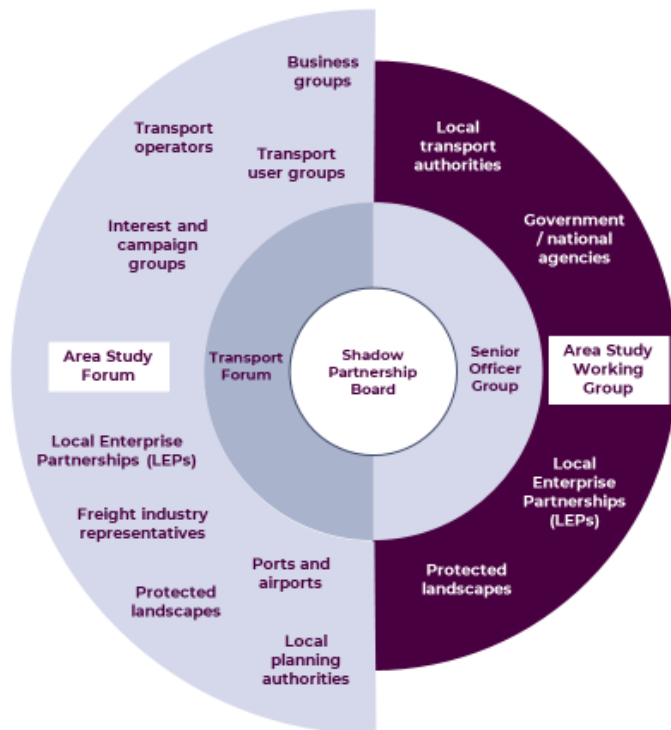 Business
groups
Transport
operators
Transport
user groups
Interest and
campaign
groups
Area Study
Forum
Local Enterprise
Partnerships (LEPs)
Freight industry
representatives
Protected
landscapes
Ports and
airports
Local
planning
authorities
Transport
Forum
Shadow
Partnership
Board
Senior
Officer
Group
Local
transport
authorities
Government
/ national
agencies
Area Study
Working
Group
Local
Enterprise
Partnerships
(LEPs)
Protected
landscapes